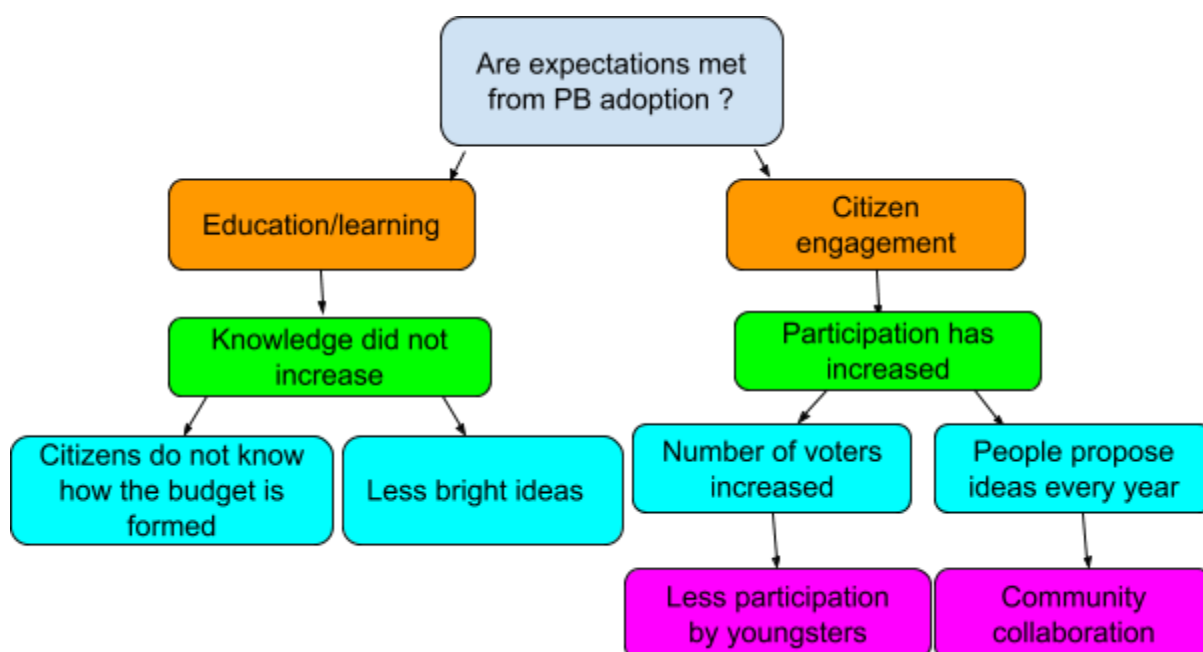 Are expectations met
from PB adoption ?
Education/learning
Citizen
engagement
Knowledge did not
increase
Participation has
increased
Citizens do not know
how the budget is
formed
Less bright ideas
Number of voters
increased
People propose
ideas every year
Less participation
by youngsters
Community
collaboration